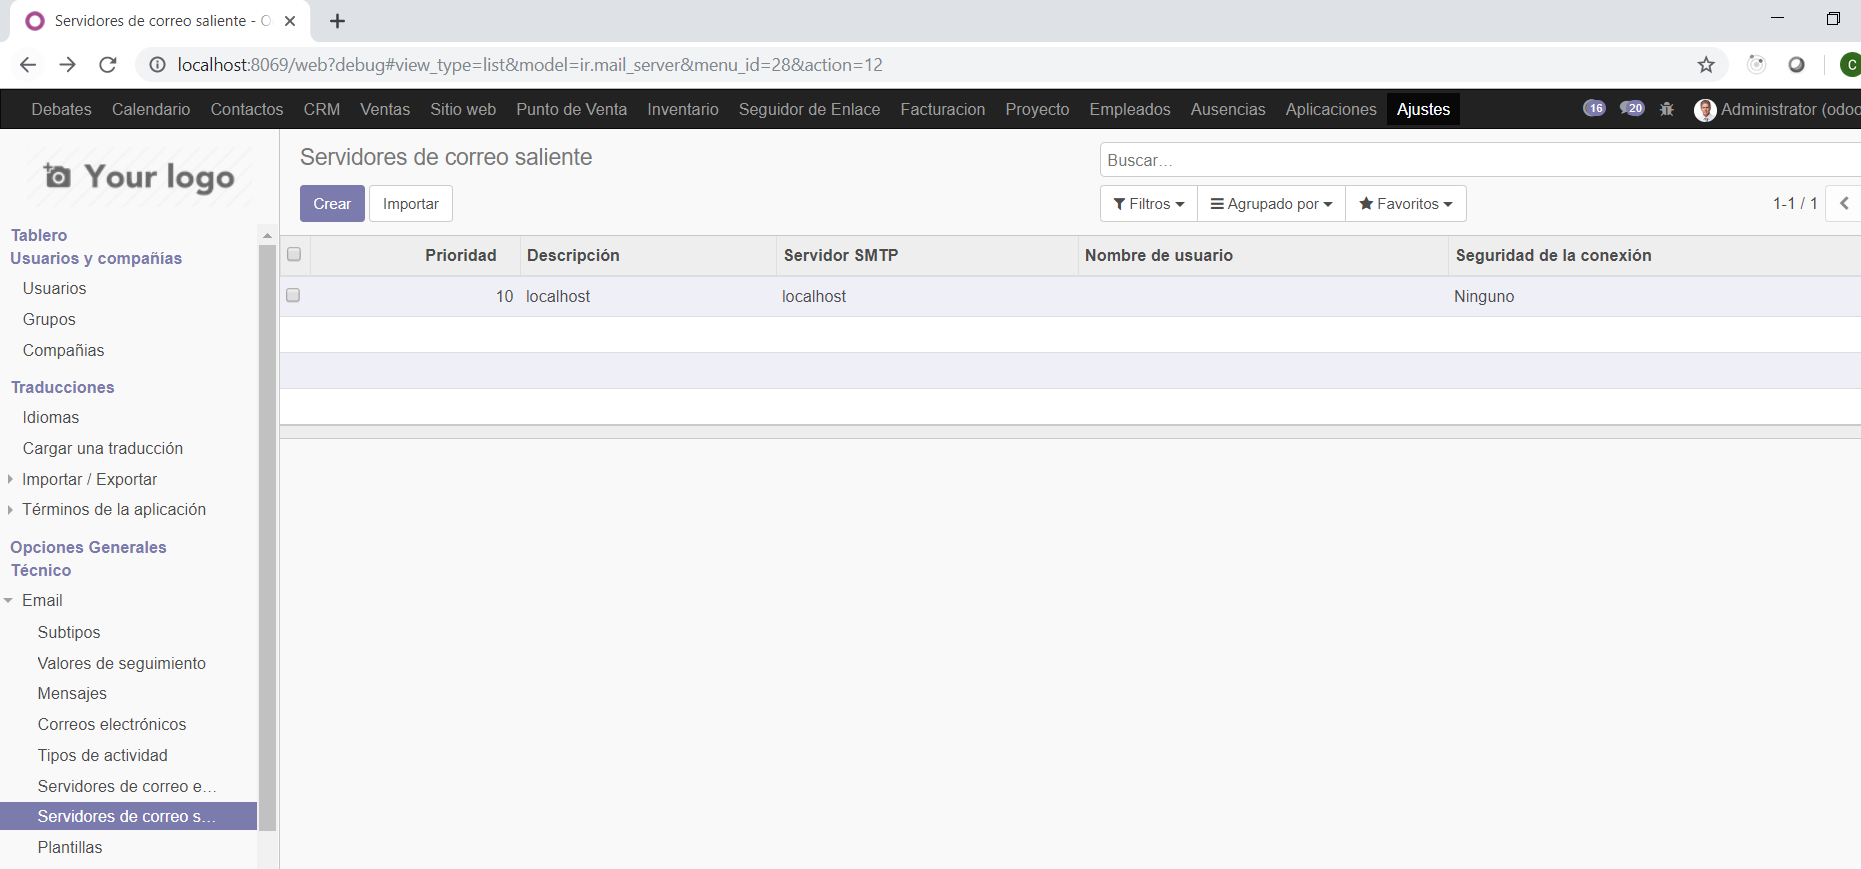 Servidores de correo saliente - O
localhost:8069/web?debug#view_type=list&model=ir.mail_server&menu_id=28&action=12
C
Debates Calendario Contactos CRM Ventas Sitio web Punto de Venta Inventario Seguidor de Enlace Facturacion Proyecto Empleados Ausencias Aplicaciones Ajustes 16 20 Administrator (odoo
Your logo
Servidores de correo saliente
Buscar...
Crear Importar
Filtros Agrupado por Favoritos 1-1 / 1
Tablero
Usuarios y compañías
Usuarios
Grupos
Compañias
Traducciones
Idiomas
Cargar una traducción
Importar / Exportar
Términos de la aplicación
Opciones Generales
Técnico
Email
Subtipos
Valores de seguimiento
Mensajes
Correos electrónicos
Tipos de actividad
Servidores de correo e...
Servidores de correo s...
Plantillas
Prioridad Descripción Servidor SMTP Nombre de usuario Seguridad de la conexión
10 localhost localhost Ninguno